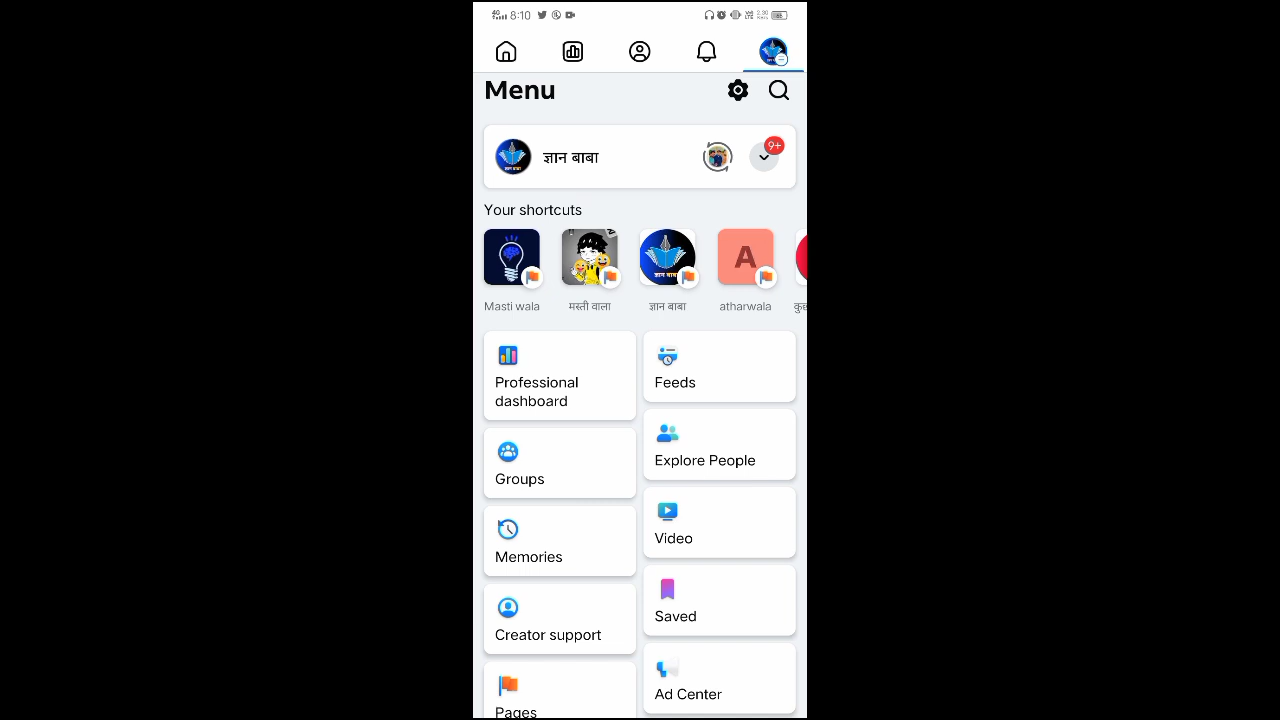 8:10
Menu
ज्ञान बाबा
9+
Your shortcuts
A
Masti wala
मस्ती वाला
ज्ञान बाबा
atharwala
Professional
dashboard
Feeds
Groups
Explore People
Memories
Video
Creator support
Saved
Pages
Ad Center